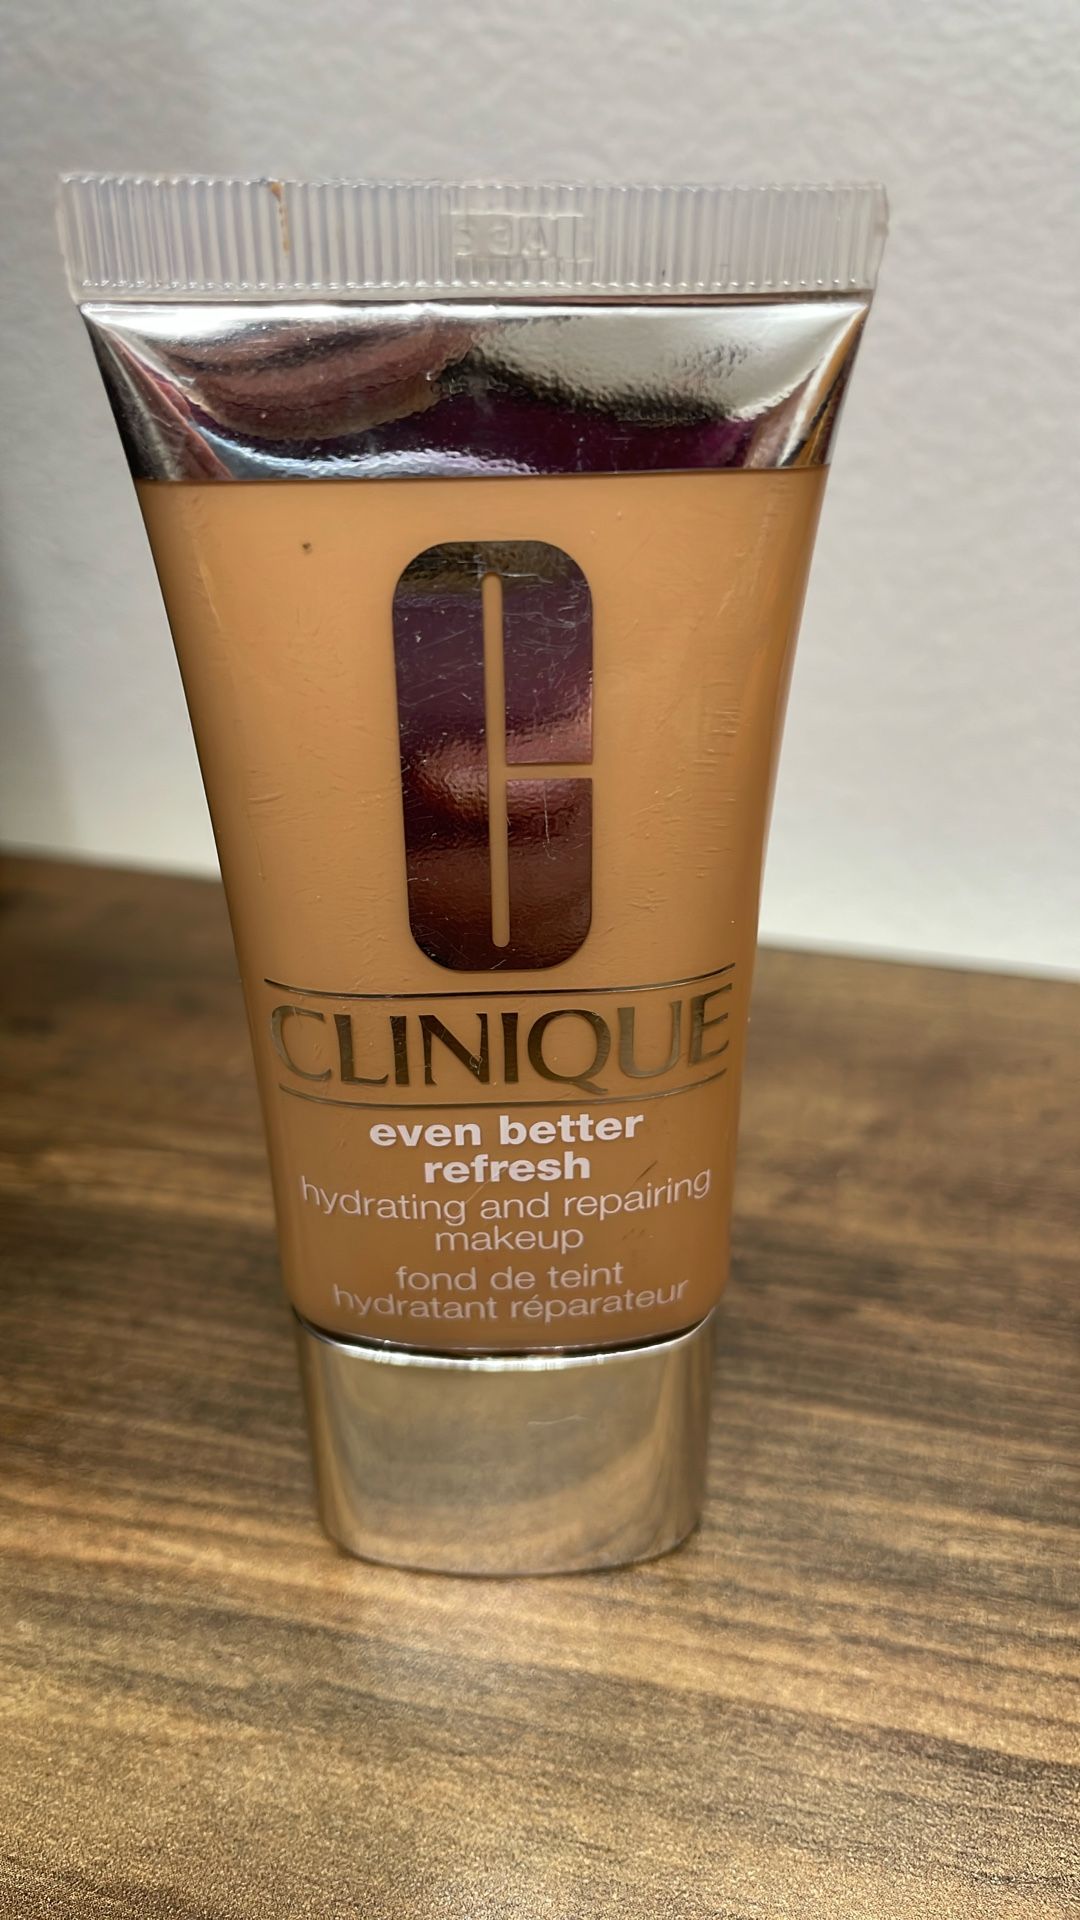 CLINIQUE
even better
refresh
hydrating and repairing
makeup
fond de teint
hydratant réparateur